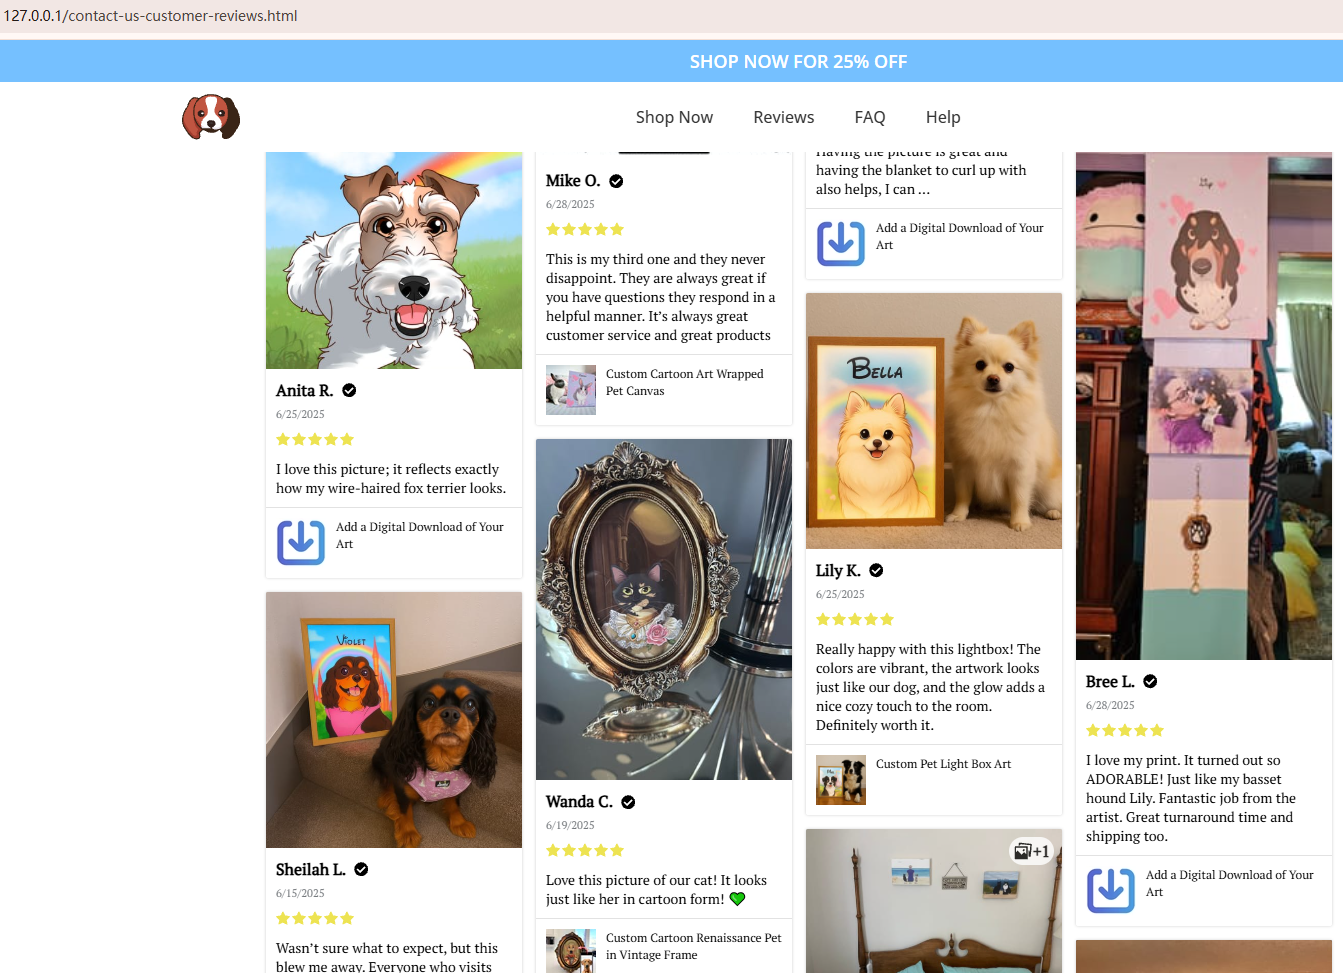 127.0.0.1/contact-us-customer-reviews.html
SHOP NOW FOR 25% OFF
Shop Now
Reviews
FAQ
Help
Anita R.
6/25/2025
I love this picture; it reflects exactly
how my wire-haired fox terrier looks.
Add a Digital Download of Your
Art
VIOLET
Sheilah L.
6/15/2025
Wasn’t sure what to expect, but this
blew me away. Everyone who visits
Mike O.
6/28/2025
This is my third one and they never
disappoint. They are always great if
you have questions they respond in a
helpful manner. It’s always great
customer service and great products
Custom Cartoon Art Wrapped
Pet Canvas
Wanda C.
6/19/2025
Love this picture of our cat! It looks
just like her in cartoon form! 💚
Custom Cartoon Renaissance Pet
in Vintage Frame
Having the picture is great and
having the blanket to curl up with
also helps, I can ...
Add a Digital Download of Your
Art
BELLA
Lily K.
6/25/2025
Really happy with this lightbox! The
colors are vibrant, the artwork looks
just like our dog, and the glow adds a
nice cozy touch to the room.
Definitely worth it.
Custom Pet Light Box Art
+1
Lily
Bree L.
6/28/2025
I love my print. It turned out so
ADORABLE! Just like my basset
hound Lily. Fantastic job from the
artist. Great turnaround time and
shipping too.
Add a Digital Download of Your
Art